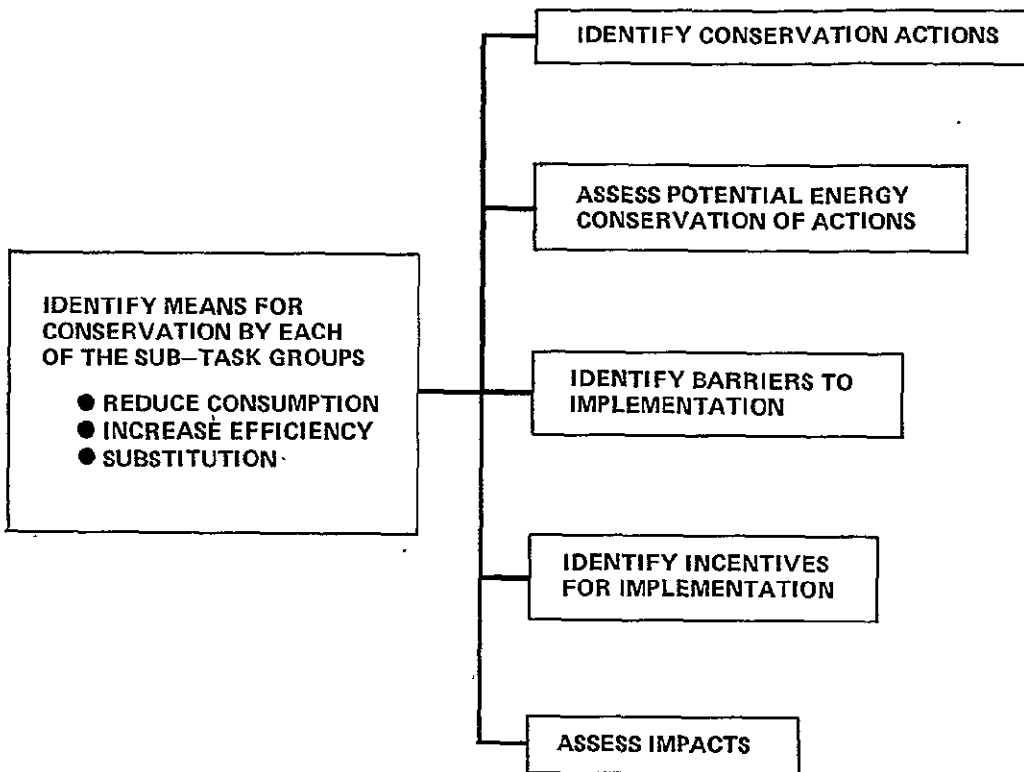 IDENTIFY CONSERVATION ACTIONS
ASSESS POTENTIAL ENERGY
CONSERVATION OF ACTIONS
IDENTIFY MEANS FOR
CONSERVATION BY EACH
OF THE SUB–TASK GROUPS
● REDUCE CONSUMPTION
● INCREASE EFFICIENCY
● SUBSTITUTION
IDENTIFY BARRIERS TO
IMPLEMENTATION
IDENTIFY INCENTIVES
FOR IMPLEMENTATION
ASSESS IMPACTS